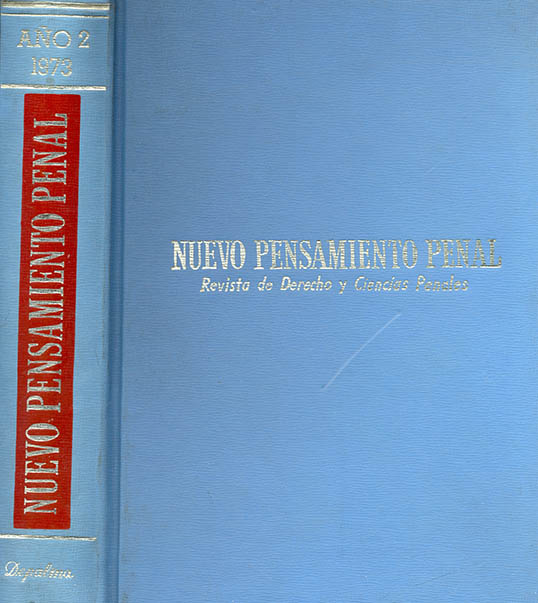 AÑO 2
1973
NUEVO PENSAMIENTO PENAL
Depalma
NUEVO PENSAMIENTO PENAL
Revista de Derecho y Ciencias Penales